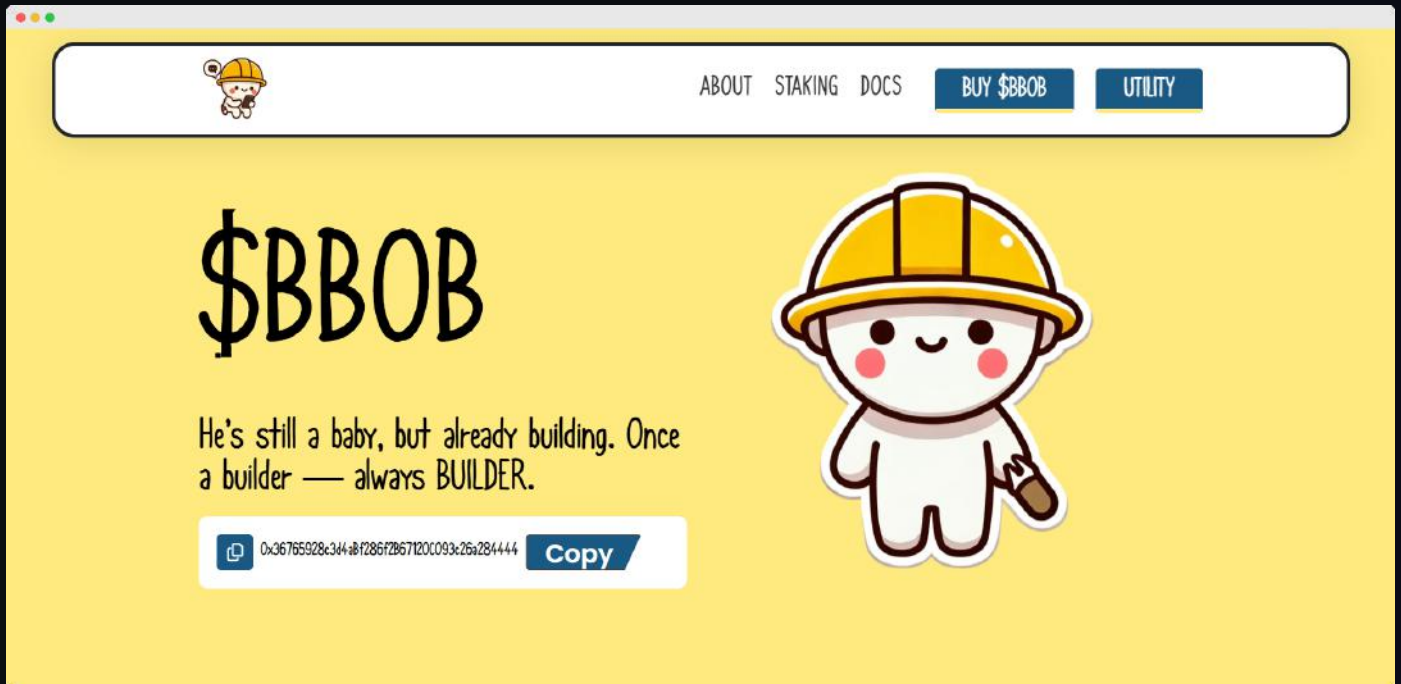 ABOUT STAKING DOCS BUY $BBOB UTILITY
$BBOB
He's still a baby, but already building. Once
a builder — always BUILDER.
Copy